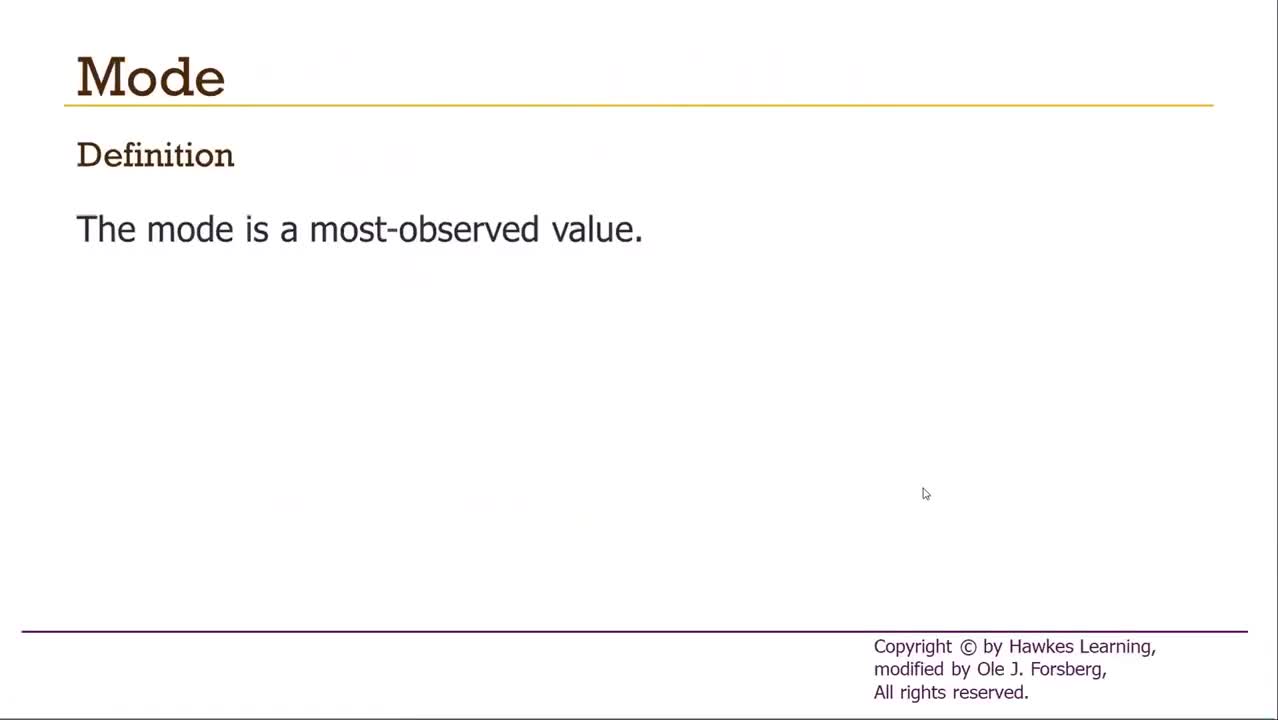 Mode
Definition
The mode is a most-observed value.
Copyright © by Hawkes Learning,
modified by Ole J. Forsberg,
All rights reserved.